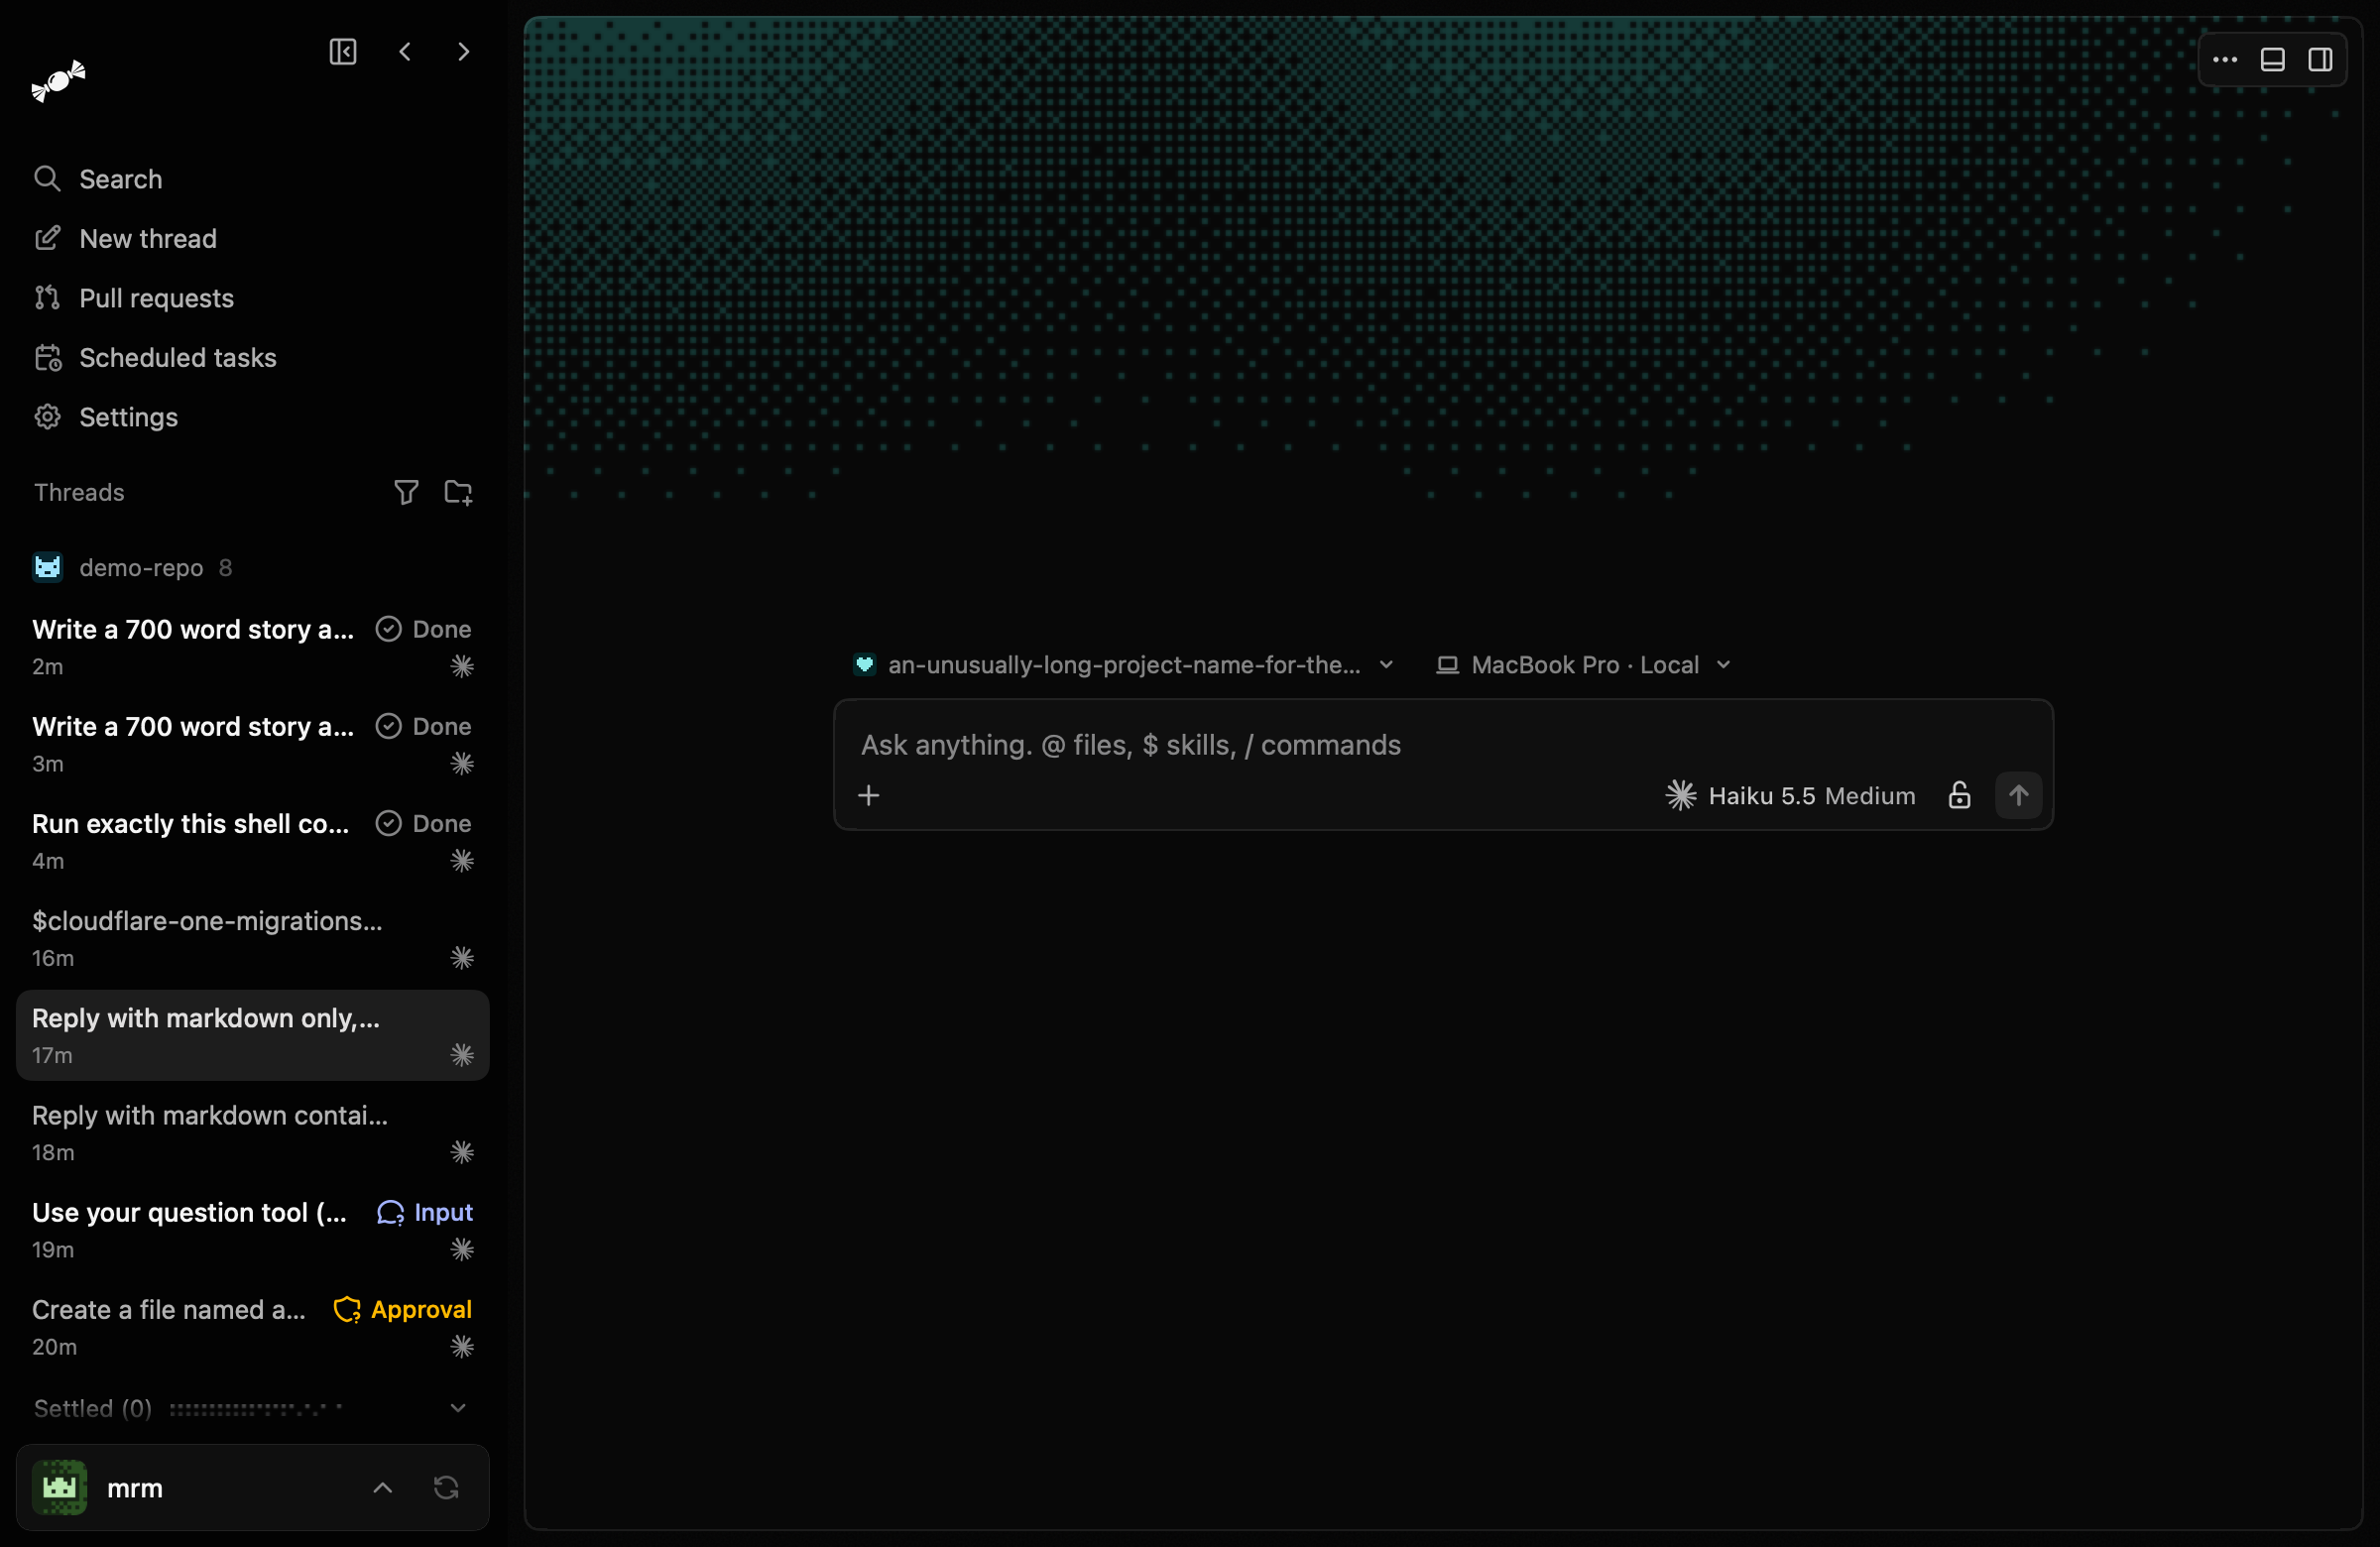 Search
New thread
Pull requests
Scheduled tasks
Settings
Threads
demo-repo 8
Write a 700 word story a... Done
2m
Write a 700 word story a... Done
3m
Run exactly this shell co... Done
4m
$cloudflare-one-migrations...
16m
Reply with markdown only,...
17m
Reply with markdown contai...
18m
Use your question tool (... Input
19m
Create a file named a... Approval
20m
Settled (0)
mrm
an-unusually-long-project-name-for-the... MacBook Pro · Local
Ask anything. @ files, $ skills, / commands
Haiku 5.5 Medium